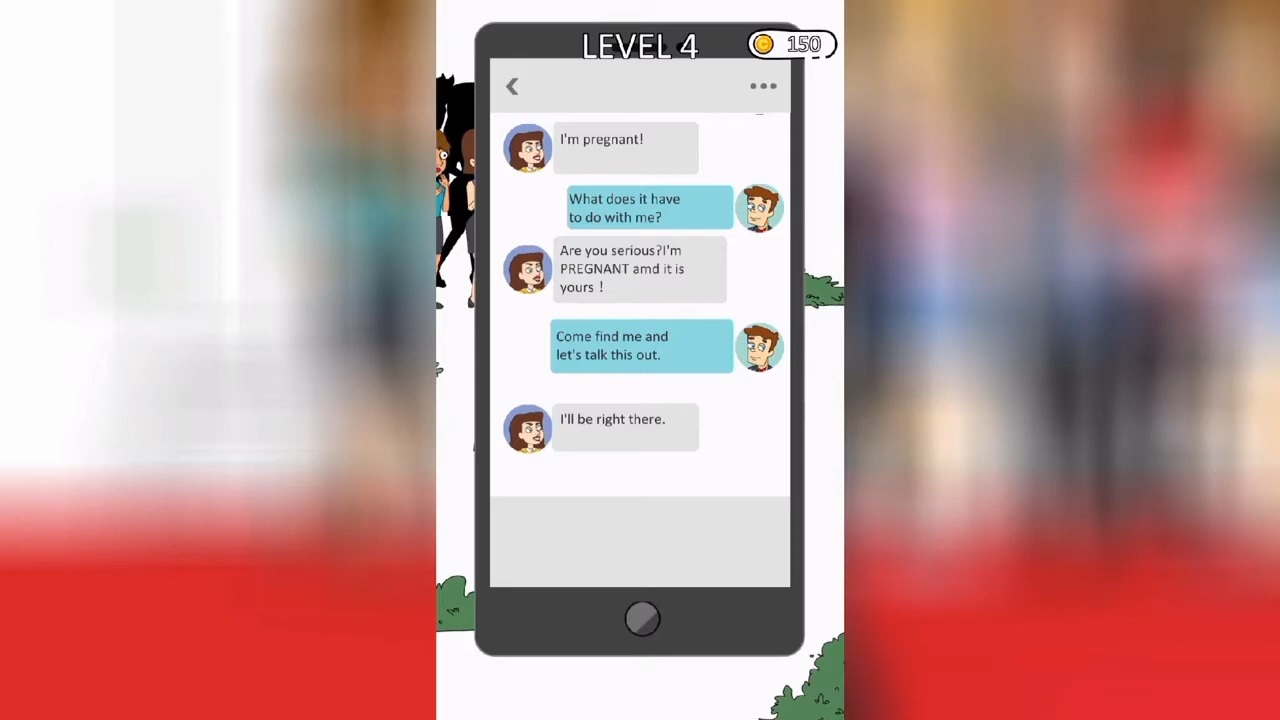 LEVEL 4
150
I'm pregnant!
What does it have
to do with me?
Are you serious?I'm
PREGNANT amd it is
yours !
Come find me and
let's talk this out.
I'll be right there.